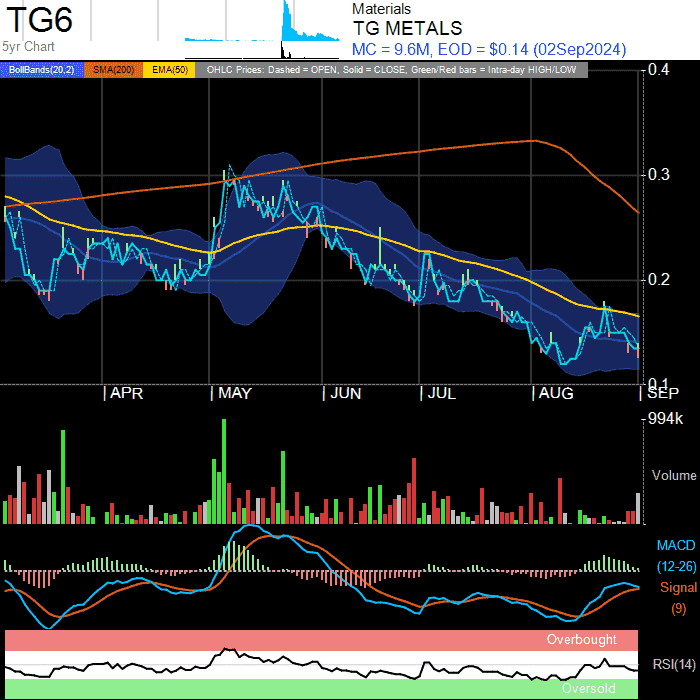 TG6
5yr Chart
Materials
TG METALS
MC = 9.6M, EOD = $0.14 (02Sep2024)
BollBands(20,2) SMA(200) EMA(50) OHLC Prices: Dashed = OPEN, Solid = CLOSE, Green/Red bars = Intra-day HIGH/LOW
0.4
0.3
0.2
0.1
APR MAY JUN JUL AUG SEP
994k
Volume
MACD
(12-26)
Signal
(9)
Overbought
RSI(14)
Oversold